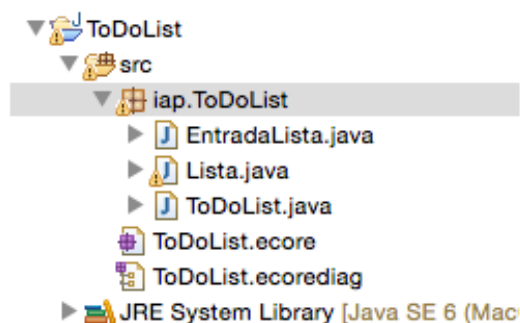 ToDoList
src
iap.ToDoList
EntradaLista.java
Lista.java
ToDoList.java
ToDoList.ecore
ToDoList.ecorediag
JRE System Library [Java SE 6 (Mac